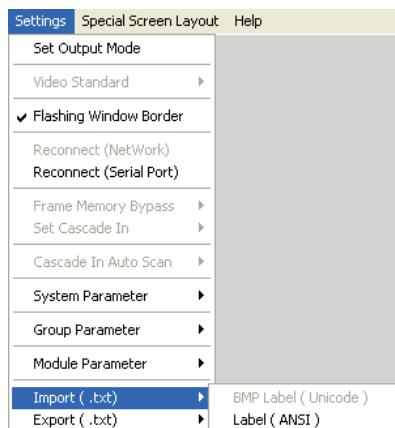 Settings Special Screen Layout Help
Set Output Mode
Video Standard
Flashing Window Border
Reconnect (NetWork)
Reconnect (Serial Port)
Frame Memory Bypass
Set Cascade In
Cascade In Auto Scan
System Parameter
Group Parameter
Module Parameter
Import ( .txt) BMP Label ( Unicode )
Export ( .txt) Label ( ANSI )